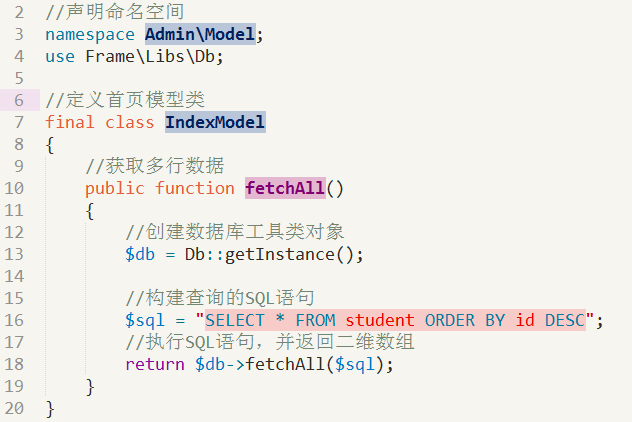 2 //声明命名空间
3 namespace Admin\Model;
4 use Frame\Libs\Db;
5
6 //定义首页模型类
7 final class IndexModel
8 {
9     //获取多行数据
10     public function fetchAll()
11     {
12         //创建数据库工具类对象
13         $db = Db::getInstance();
14
15         //构建查询的SQL语句
16         $sql = "SELECT * FROM student ORDER BY id DESC";
17         //执行SQL语句，并返回二维数组
18         return $db->fetchAll($sql);
19     }
20 }